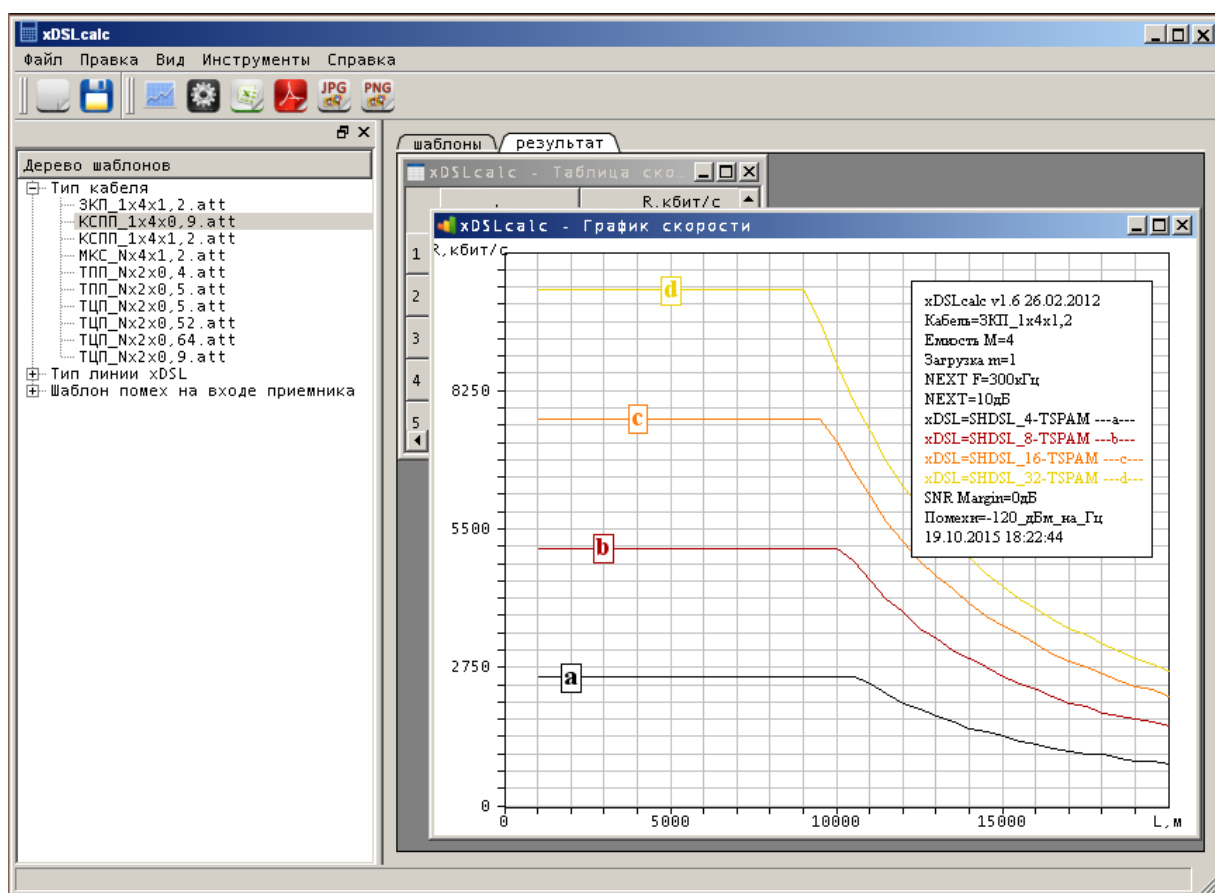 xDSLcalc
Файл Правка Вид Инструменты Справка
JPG PNG
шаблоны результат
Дерево шаблонов
Тип кабеля
ЗКП_1x4x1,2.att
КСПП_1x4x0,9.att
КСПП_1x4x1,2.att
МКС_Nx4x1,2.att
ТПП_Nx2x0,4.att
ТПП_Nx2x0,5.att
ТЦП_Nx2x0,5.att
ТЦП_Nx2x0,52.att
ТЦП_Nx2x0,64.att
ТЦП_Nx2x0,9.att
Тип линии xDSL
Шаблон помех на входе приемника
xDSLcalc - Таблица ско...
R.кбит/с
1
2
3
4
5
xDSLcalc - График скорости
R,кбит/с
8250
5500
2750
0
0 5000 10000 15000 L,м
d
c
b
a
xDSLcalc v1.6 26.02.2012
Кабель=ЗКП_1x4x1,2
Емкость M=4
Загрузка m=1
NEXT F=300кГц
NEXT=10дБ
xDSL=SHDSL_4-TSPAM ---a---
xDSL=SHDSL_8-TSPAM ---b---
xDSL=SHDSL_16-TSPAM ---c---
xDSL=SHDSL_32-TSPAM ---d---
SNR Margin=0дБ
Помехи=-120_дБм_на_Гц
19.10.2015 18:22:44